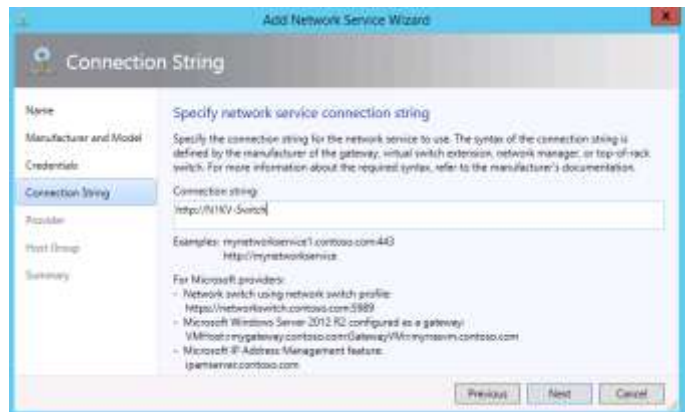 Add Network Service Wizard
Connection String
Name
Manufacturer and Model
Credentials
Connection String
Provider
Host Group
Summary
Specify network service connection string
Specify the connection string for the network service to use. The syntax of the connection string is
defined by the manufacturer of the gateway, virtual switch extension, network manager, or top-of-rack
switch. For more information about the required syntax, refer to the manufacturer's documentation.
Connection string:
http://N1KV-Switch
Examples: mynetworkservice1.contoso.com:443
http://mynetworkservice
For Microsoft providers:
- Network switch using network switch profile:
https://networkswitch.contoso.com:5989
- Microsoft Windows Server 2012 R2 configured as a gateway:
VMHost=mygateway.contoso.com;GatewayVM=mynsvm.contoso.com
- Microsoft IP Address Management feature:
ipamserver.contoso.com
Previous
Next
Cancel